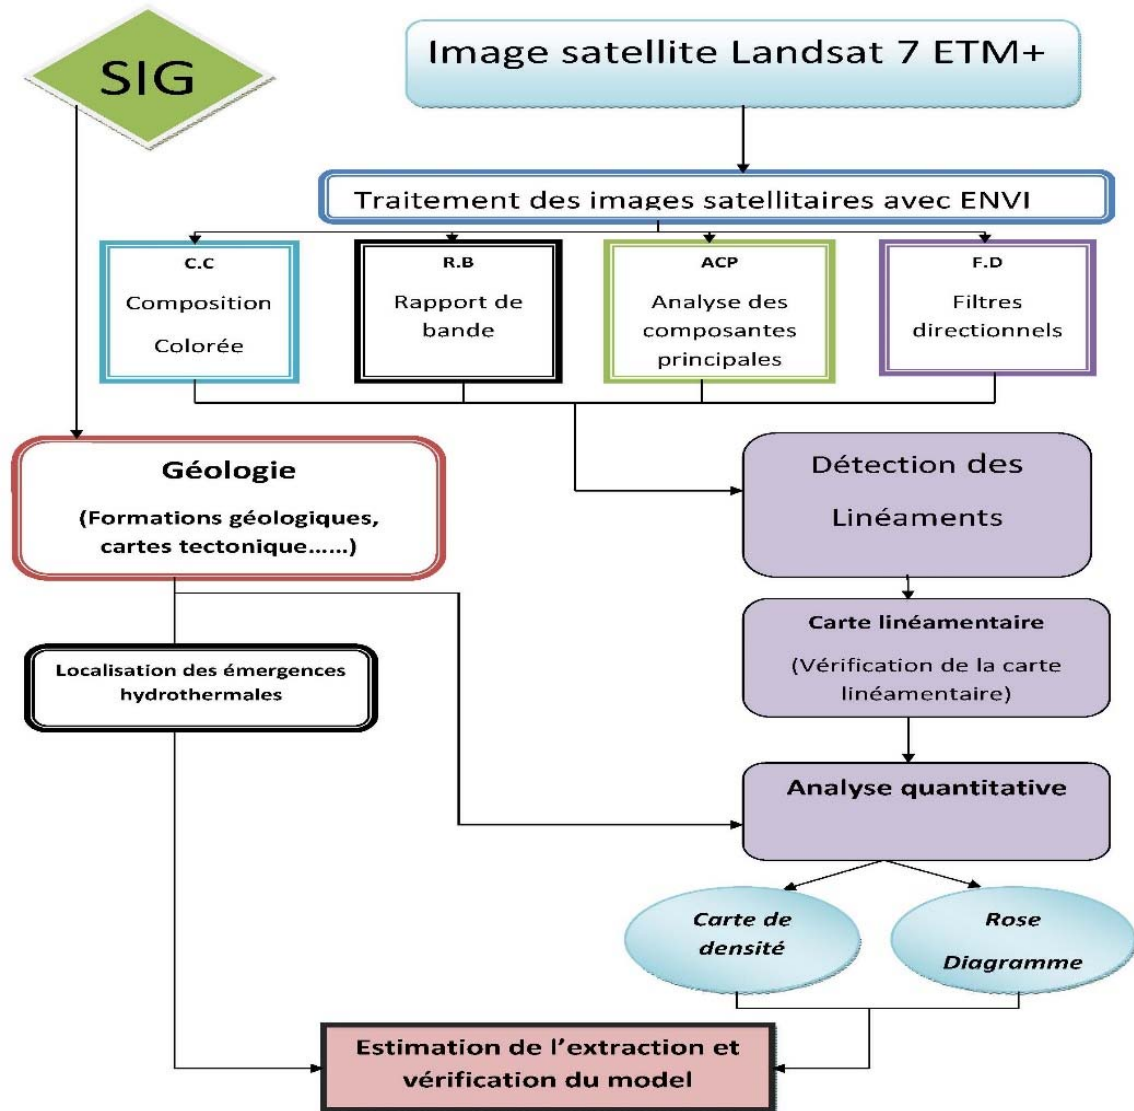 SIG
Image satellite Landsat 7 ETM+
Traitement des images satellitaires avec ENVI
C.C
Composition
Colorée
R.B
Rapport de
bande
ACP
Analyse des
composantes
principales
F.D
Filtres
directionnels
Géologie
(Formations géologiques,
cartes tectonique......)
Détection des
Linéaments
Localisation des émergences
hydrothermales
Carte linéamentaire
(Vérification de la carte
linéamentaire)
Analyse quantitative
Carte de
densité
Rose
Diagramme
Estimation de l'extraction et
vérification du model